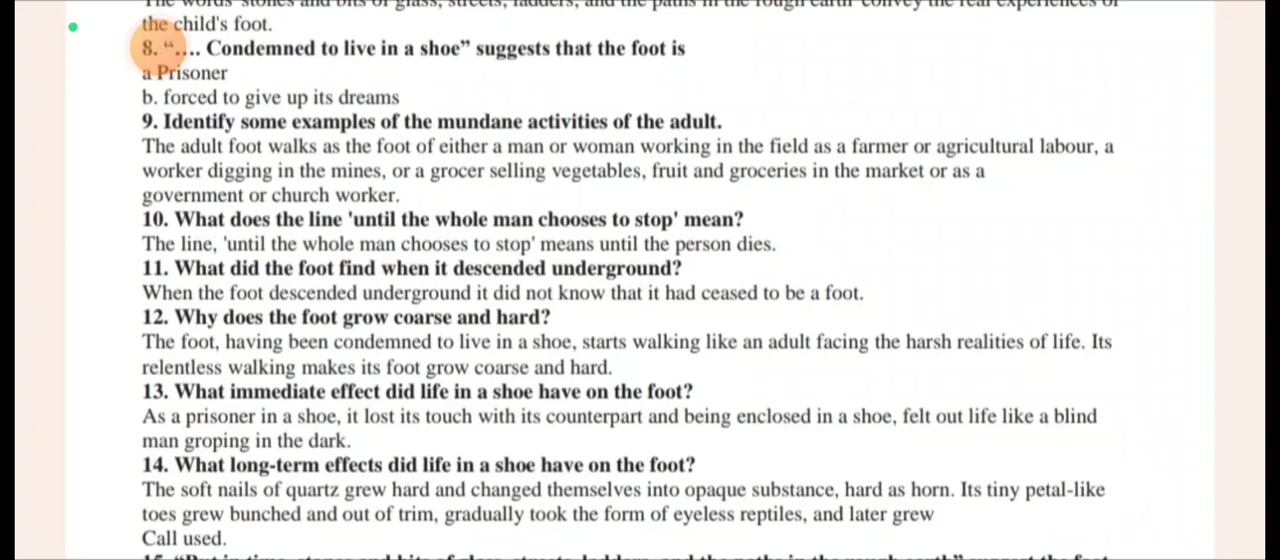 the child's foot.
8. “.... Condemned to live in a shoe” suggests that the foot is
a Prisoner
b. forced to give up its dreams
9. Identify some examples of the mundane activities of the adult.
The adult foot walks as the foot of either a man or woman working in the field as a farmer or agricultural labour, a
worker digging in the mines, or a grocer selling vegetables, fruit and groceries in the market or as a
government or church worker.
10. What does the line 'until the whole man chooses to stop' mean?
The line, 'until the whole man chooses to stop' means until the person dies.
11. What did the foot find when it descended underground?
When the foot descended underground it did not know that it had ceased to be a foot.
12. Why does the foot grow coarse and hard?
The foot, having been condemned to live in a shoe, starts walking like an adult facing the harsh realities of life. Its
relentless walking makes its foot grow coarse and hard.
13. What immediate effect did life in a shoe have on the foot?
As a prisoner in a shoe, it lost its touch with its counterpart and being enclosed in a shoe, felt out life like a blind
man groping in the dark.
14. What long-term effects did life in a shoe have on the foot?
The soft nails of quartz grew hard and changed themselves into opaque substance, hard as horn. Its tiny petal-like
toes grew bunched and out of trim, gradually took the form of eyeless reptiles, and later grew
Call used.